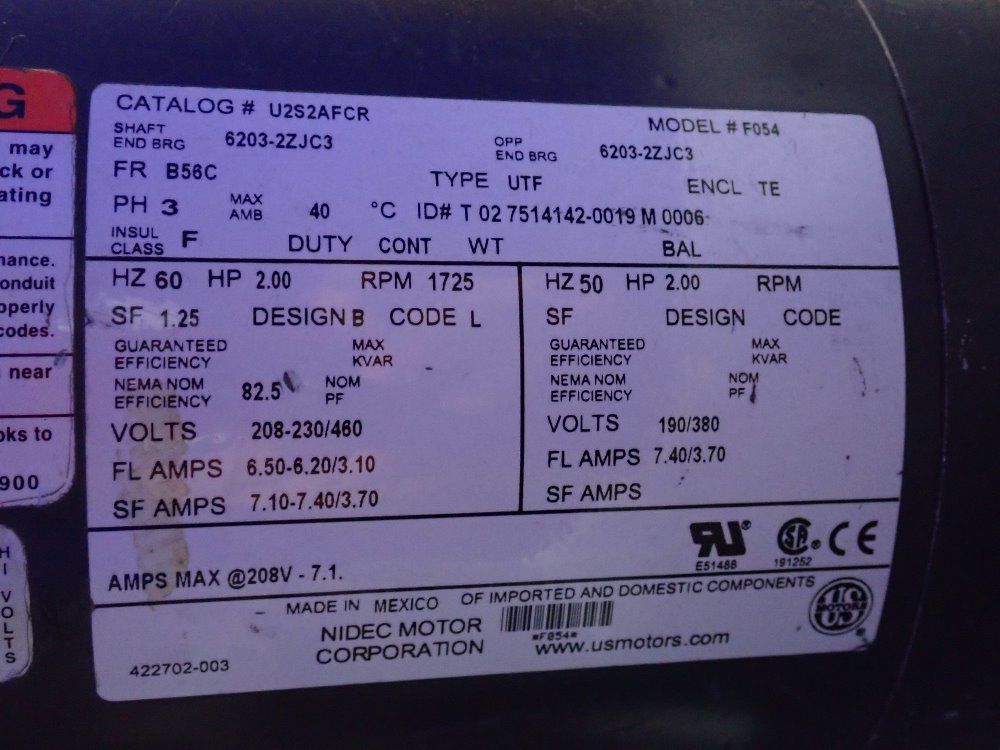 G
may
ck or
ating
nance.
onduit
operly
codes.
near
oks to
900
H
I
V
O
L
T
S
CATALOG # U2S2AFCR
MODEL # F054
SHAFT
END BRG 6203-2ZJC3
OPP
END BRG 6203-2ZJC3
FR B56C
TYPE UTF
ENCL TE
PH 3
MAX
AMB 40 °C
ID# T 02 7514142-0019 M 0006
INSUL
CLASS F
DUTY CONT
WT
BAL
HZ 60 HP 2.00 RPM 1725
SF 1.25 DESIGN B CODE L
GUARANTEED
EFFICIENCY
MAX
KVAR
NEMA NOM
EFFICIENCY 82.5
NOM
PF
VOLTS 208-230/460
FL AMPS 6.50-6.20/3.10
SF AMPS 7.10-7.40/3.70
HZ 50 HP 2.00 RPM
SF DESIGN CODE
GUARANTEED
EFFICIENCY
MAX
KVAR
NEMA NOM
EFFICIENCY
NOM
PF
VOLTS 190/380
FL AMPS 7.40/3.70
SF AMPS
AMPS MAX @208V - 7.1.
RU®
E51488
SA®
191252
CE
MADE IN MEXICO OF IMPORTED AND DOMESTIC COMPONENTS
NIDEC MOTOR
CORPORATION
*F054*
www.usmotors.com
US
MOTORS
422702-003